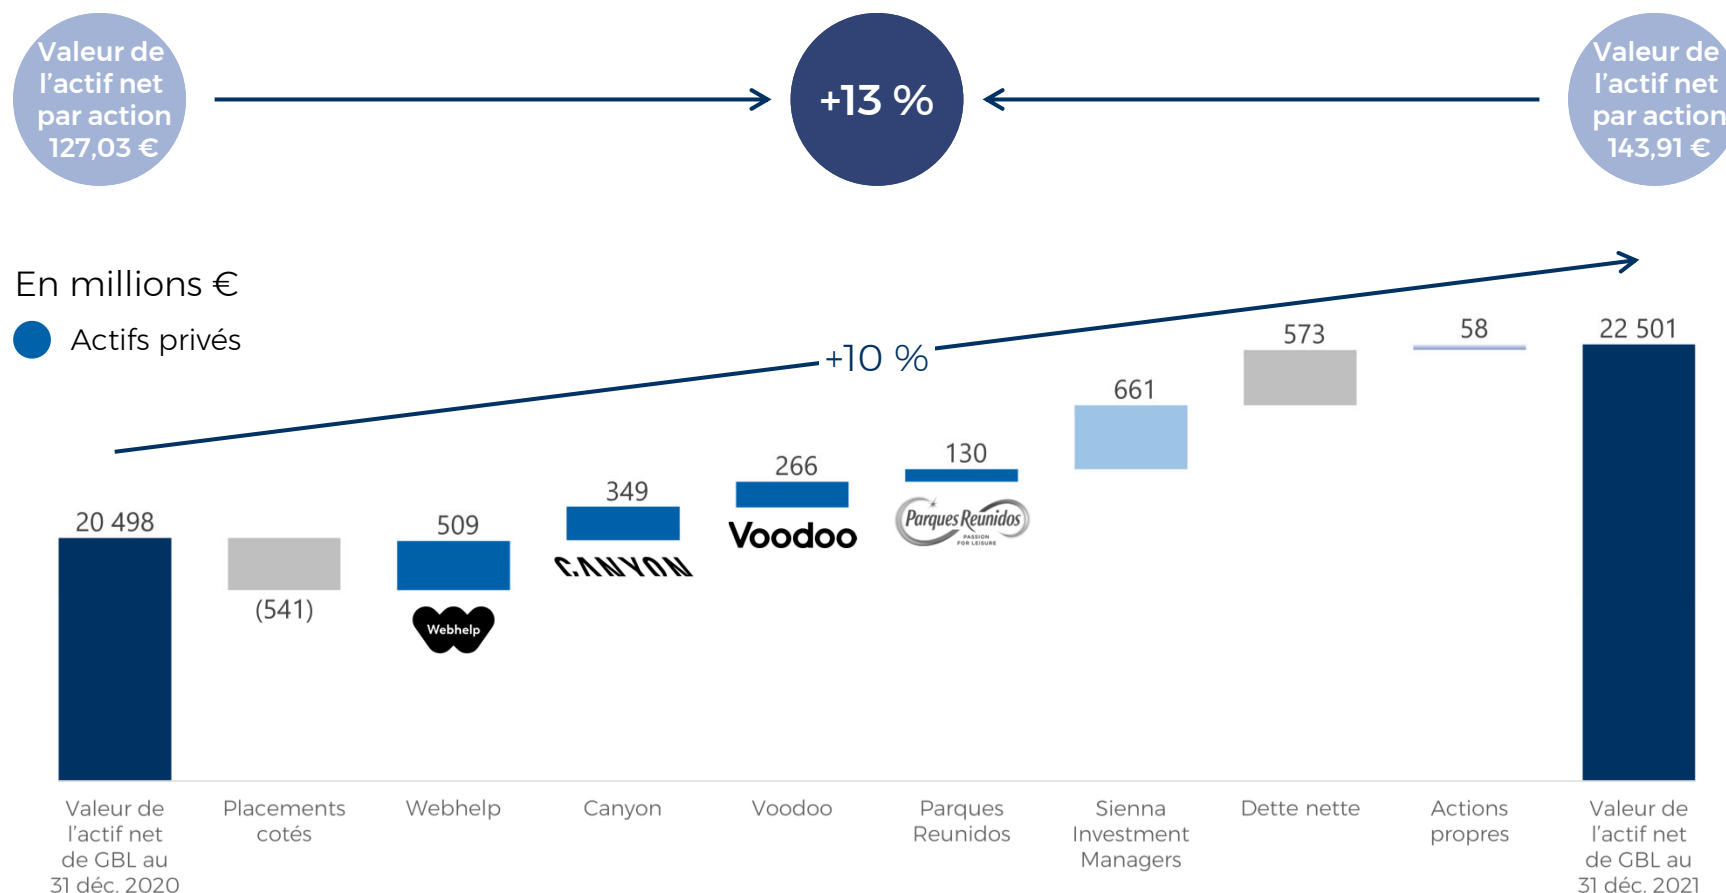 Valeur de
l'actif net
par action
127,03 €
+13 %
Valeur de
l'actif net
par action
143,91 €
En millions €
Actifs privés
+10 %
20 498
(541)
509
349
266
130
661
573
58
22 501
Webhelp
CANYON
Voodoo
Parques Reunidos
PASSION
FOR LEISURE
Valeur de
l'actif net
de GBL au
31 déc. 2020
Placements
cotés
Webhelp
Canyon
Voodoo
Parques
Reunidos
Sienna
Investment
Managers
Dette nette
Actions
propres
Valeur de
l'actif net
de GBL au
31 déc. 2021